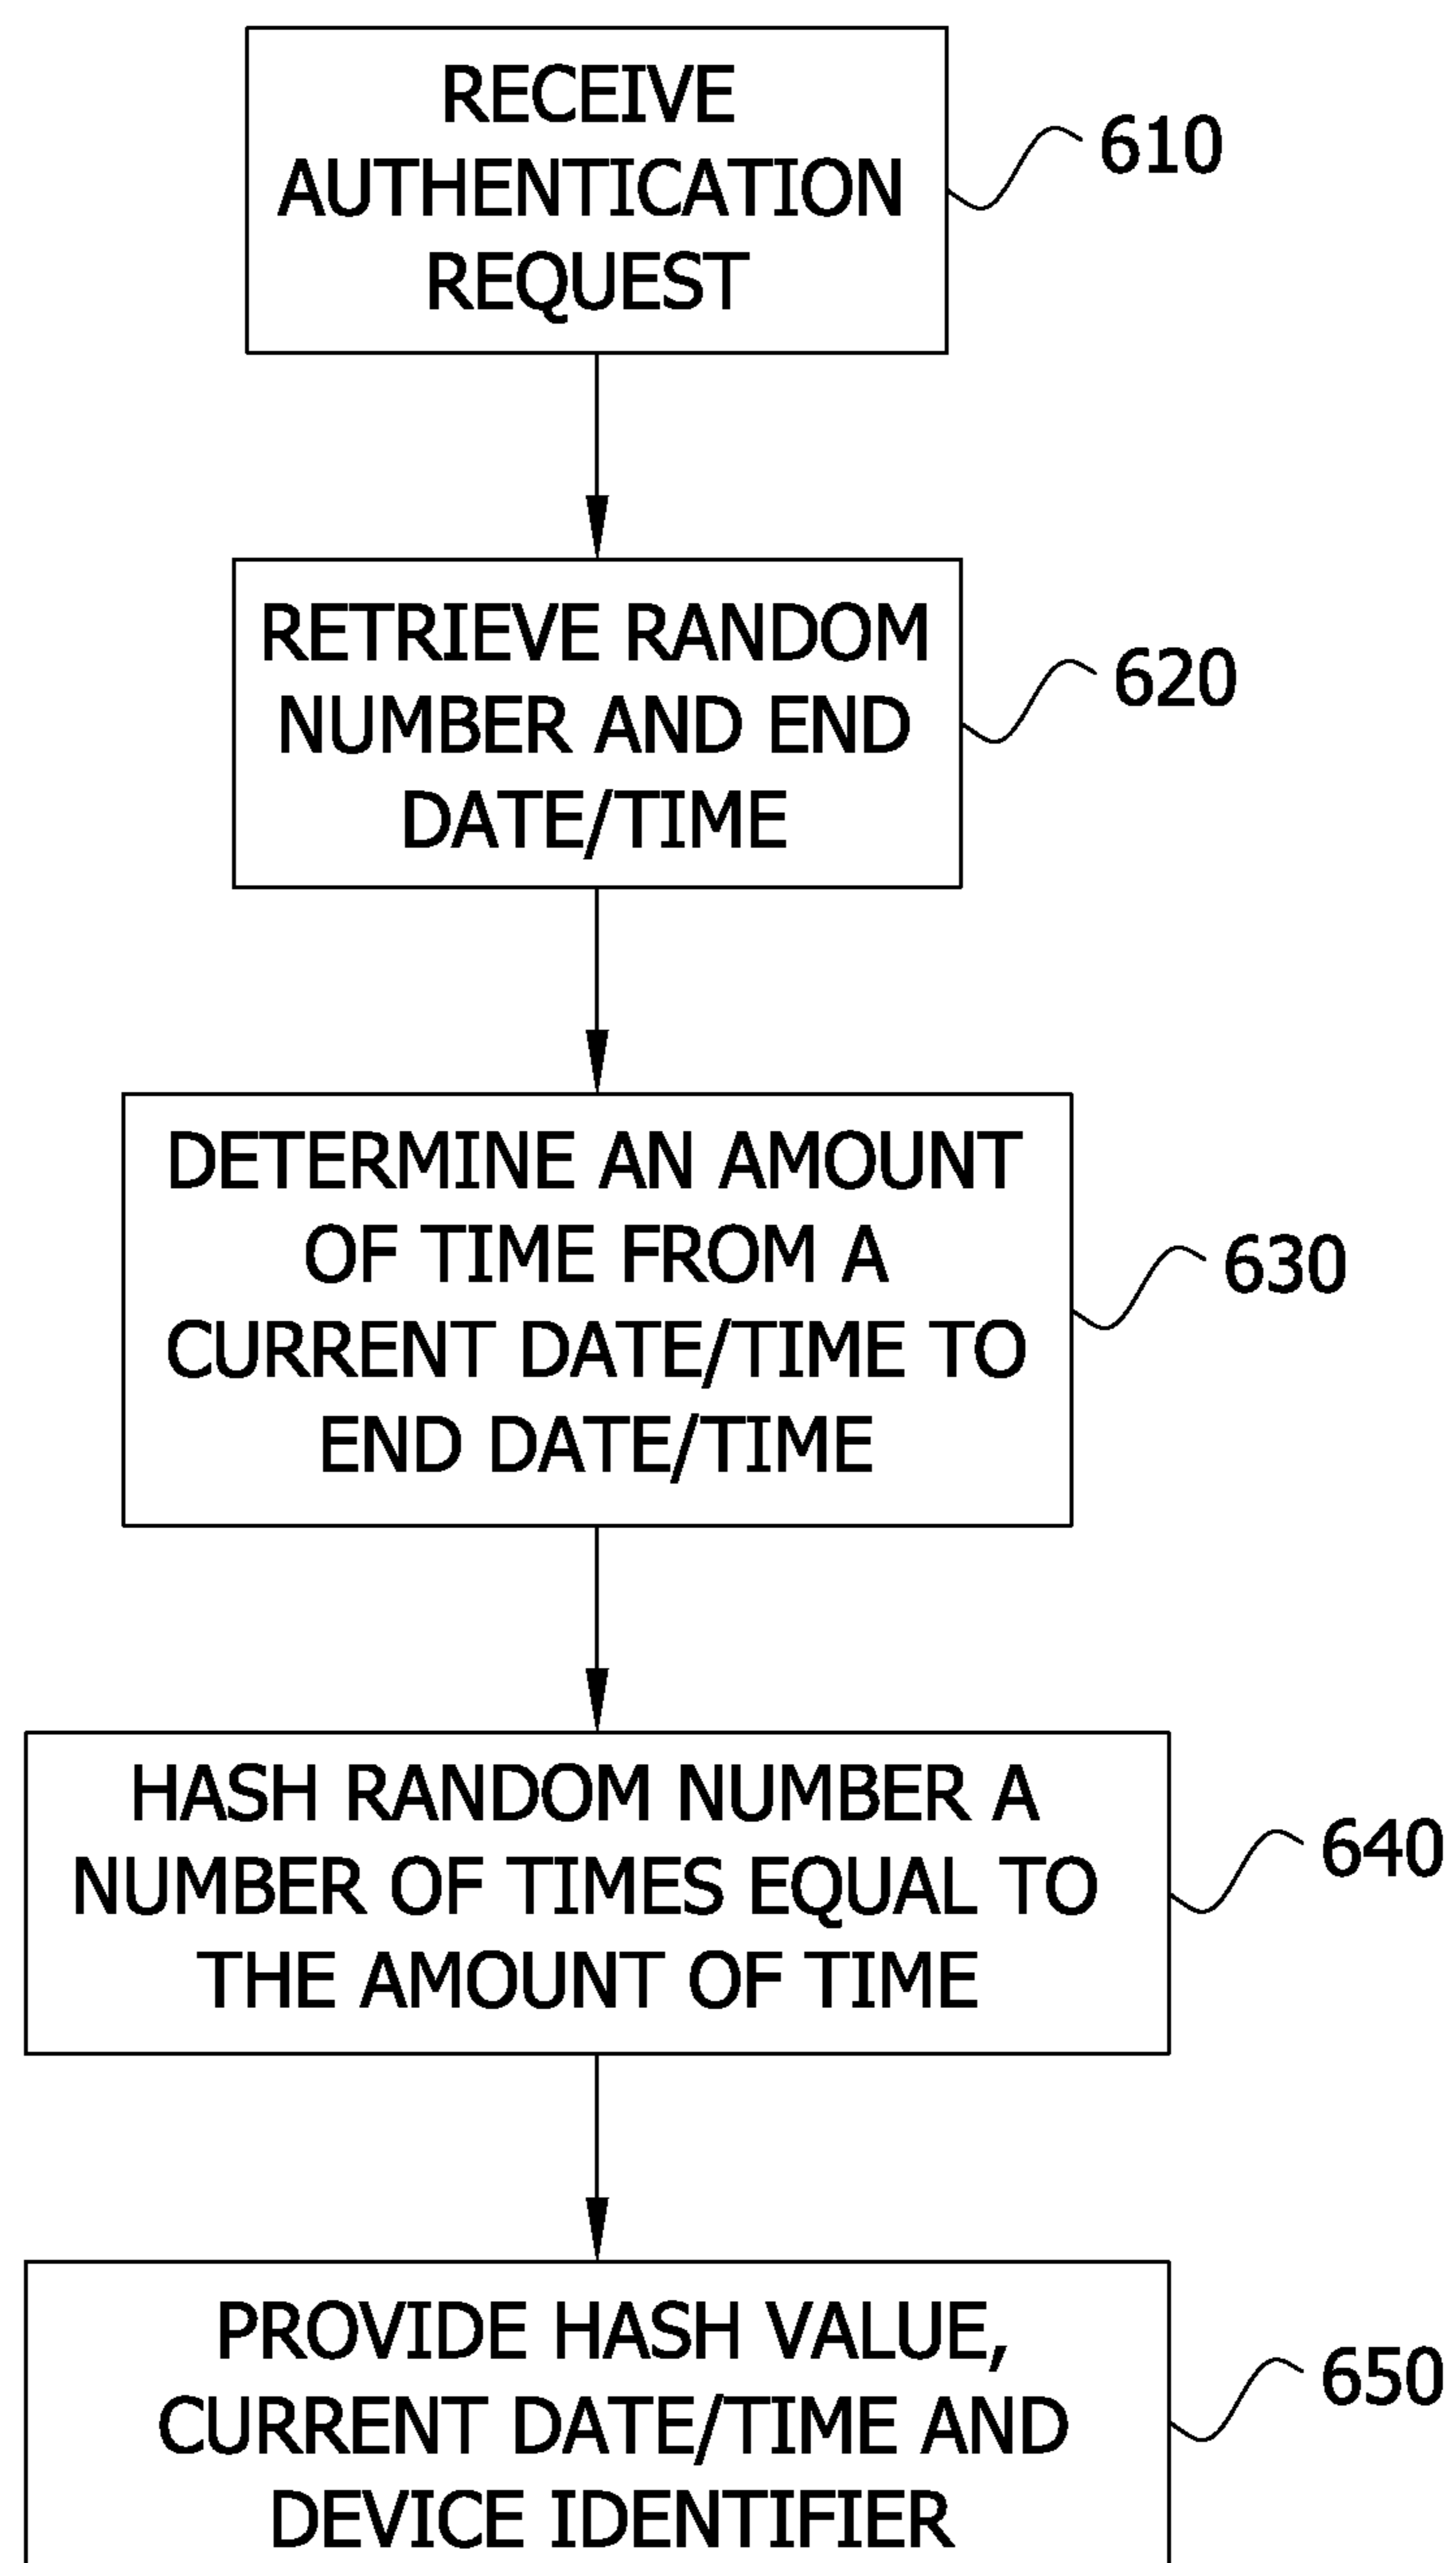 RECEIVE
AUTHENTICATION
REQUEST
610
RETRIEVE RANDOM
NUMBER AND END
DATE/TIME
620
DETERMINE AN AMOUNT
OF TIME FROM A
CURRENT DATE/TIME TO
END DATE/TIME
630
HASH RANDOM NUMBER A
NUMBER OF TIMES EQUAL TO
THE AMOUNT OF TIME
640
PROVIDE HASH VALUE,
CURRENT DATE/TIME AND
DEVICE IDENTIFIER
650